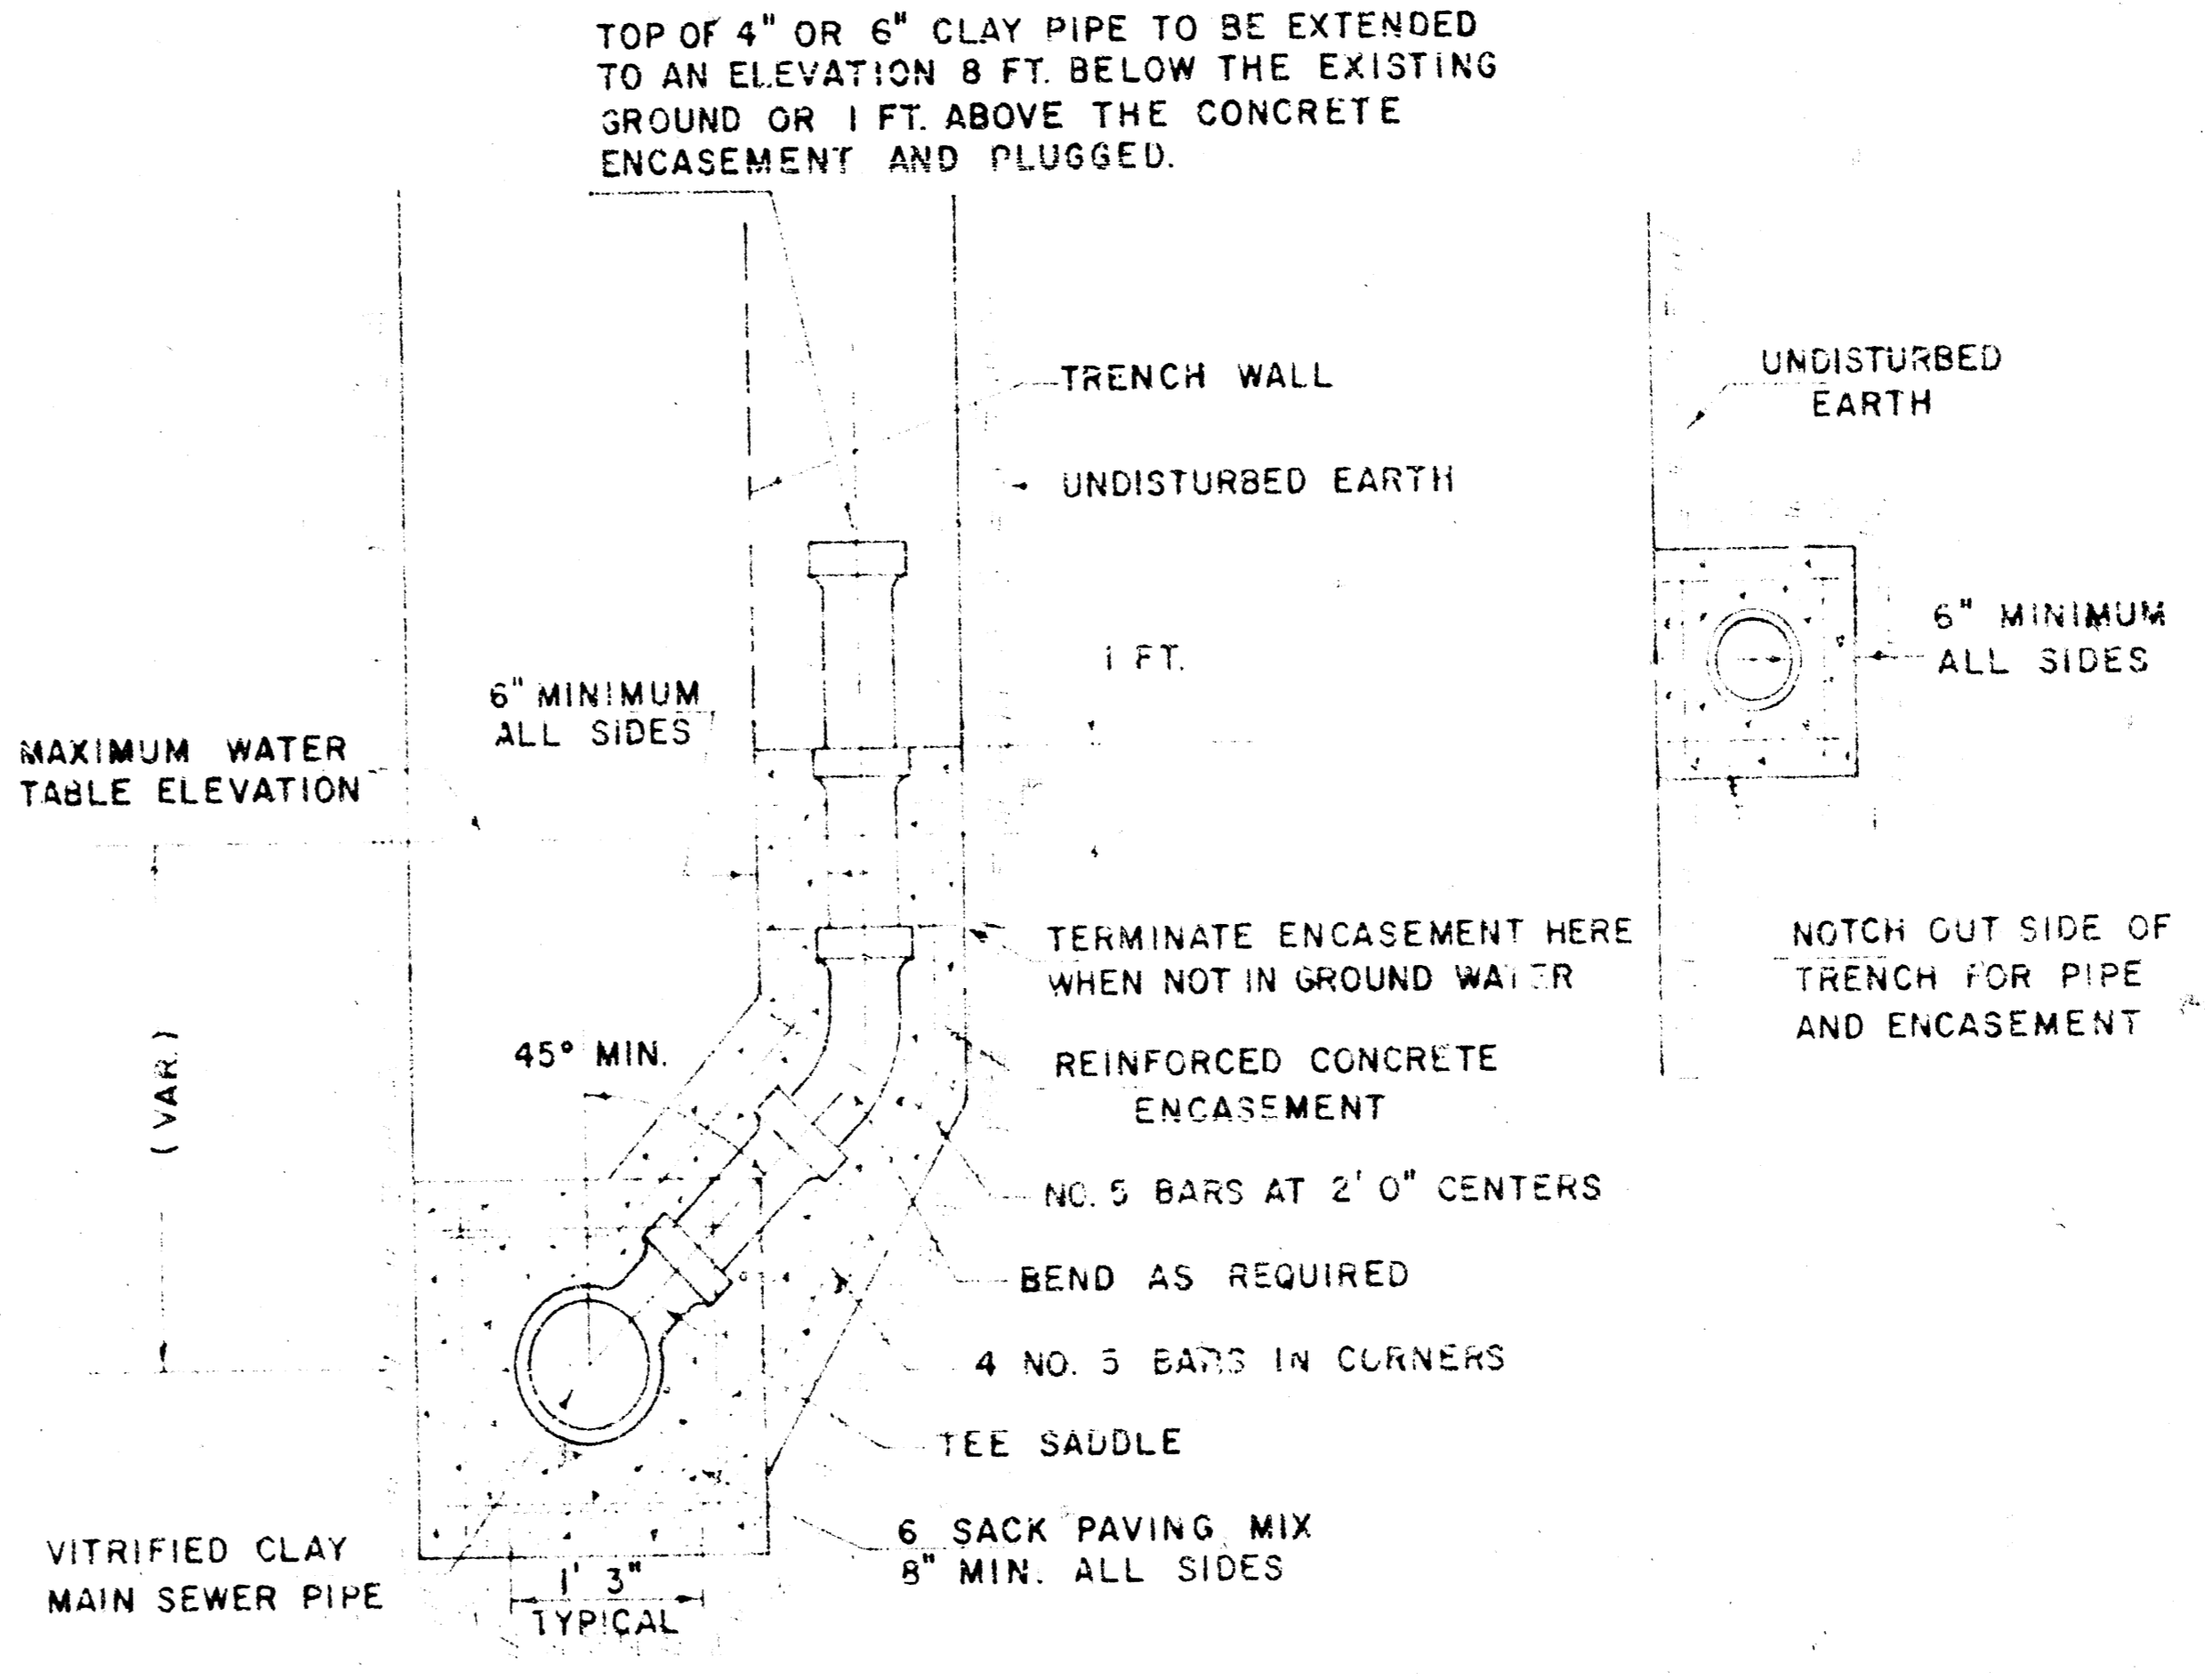 TOP OF 4" OR 6" CLAY PIPE TO BE EXTENDED
TO AN ELEVATION 8 FT. BELOW THE EXISTING
GROUND OR 1 FT. ABOVE THE CONCRETE
ENCASEMENT AND PLUGGED.
TRENCH WALL
UNDISTURBED EARTH
UNDISTURBED
EARTH
1 FT.
6" MINIMUM
ALL SIDES
6" MINIMUM
ALL SIDES
MAXIMUM WATER
TABLE ELEVATION
TERMINATE ENCASEMENT HERE
WHEN NOT IN GROUND WATER
NOTCH OUT SIDE OF
TRENCH FOR PIPE
AND ENCASEMENT
45° MIN.
(VAR.)
REINFORCED CONCRETE
ENCASEMENT
NO. 5 BARS AT 2' 0" CENTERS
BEND AS REQUIRED
4 NO. 5 BARS IN CORNERS
TEE SADDLE
6 SACK PAVING MIX
8" MIN. ALL SIDES
VITRIFIED CLAY
MAIN SEWER PIPE
1' 3"
TYPICAL